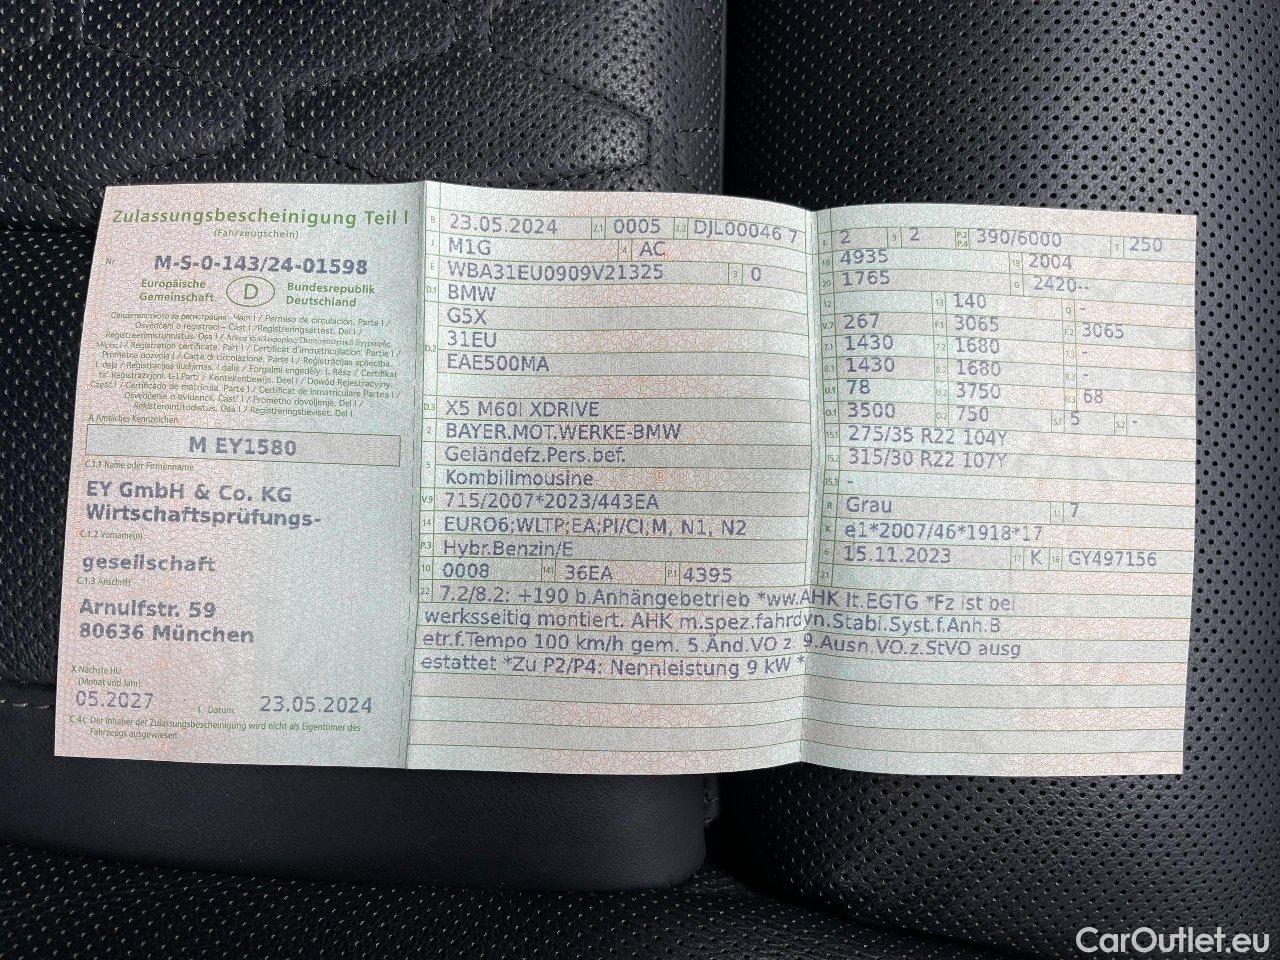 Zulassungsbescheinigung Teil I
(Fahrzeugschein)
Nr. M-S-0-143/24-01598
Europäische Gemeinschaft
D
Bundesrepublik Deutschland
A Amtliches Kennzeichen
M EY1580
C.1.1 Name oder Firmenname
EY GmbH & Co. KG
Wirtschaftsprüfungs-
C.1.2 Vorname(n)
gesellschaft
C.1.3 Anschrift
Arnulfstr. 59
80636 München
X Nächste HU
(Monat und Jahr)
05.2027 I Datum: 23.05.2024
C.4c Der Inhaber der Zulassungsbescheinigung wird nicht als Eigentümer des
Fahrzeugs ausgewiesen.
B 23.05.2024 2.1 0005 2.2 DJL00046 7
J M1G 4 AC
E WBA31EU0909V21325 3 0
D.1 BMW
G5X
D.2 31EU
EAE500MA
D.3 X5 M60I XDRIVE
2 BAYER.MOT.WERKE-BMW
5 Geländefz.Pers.bef.
Kombilimousine
V.9 715/2007*2023/443EA
14 EURO6;WLTP;EA;PI/CI,M, N1, N2
P.3 Hybr.Benzin/E
10 0008 14.1 36EA P.1 4395
L 2 9 2 P.2 P.4 390/6000 T 250
18 4935 19 2004
20 1765 G 2420--
12 13 140 Q -
V.7 267 F.1 3065 F.2 3065
7.1 1430 7.2 1680 7.3 -
8.1 1430 8.2 1680 8.3 -
U.1 78 U.2 3750 U.3 68
O.1 3500 O.2 750 S.1 5 S.2 -
15.1 275/35 R22 104Y
15.2 315/30 R22 107Y
15.3 -
R Grau 11 7
K e1*2007/46*1918*17
6 15.11.2023 17 K 16 GY497156
21
22 7.2/8.2: +190 b.Anhängebetrieb *ww.AHK lt.EGTG *Fz ist bei
werksseitig montiert. AHK m.spez.fahrdyn.Stabi.Syst.f.Anh.B
etr.f.Tempo 100 km/h gem. 5.Änd.VO z. 9.Ausn.VO.z.StVO ausg
estattet *Zu P2/P4: Nennleistung 9 kW *
CarOutlet.eu